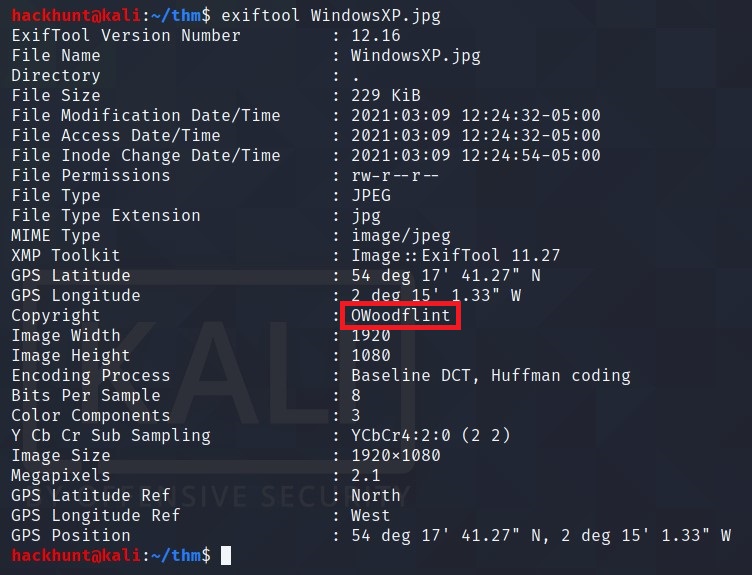 hackhunt@kali:~/thm$ exiftool WindowsXP.jpg
ExifTool Version Number : 12.16
File Name : WindowsXP.jpg
Directory : .
File Size : 229 KiB
File Modification Date/Time : 2021:03:09 12:24:32-05:00
File Access Date/Time : 2021:03:09 12:24:32-05:00
File Inode Change Date/Time : 2021:03:09 12:24:54-05:00
File Permissions : rw-r--r--
File Type : JPEG
File Type Extension : jpg
MIME Type : image/jpeg
XMP Toolkit : Image::ExifTool 11.27
GPS Latitude : 54 deg 17' 41.27" N
GPS Longitude : 2 deg 15' 1.33" W
Copyright : OWoodflint
Image Width : 1920
Image Height : 1080
Encoding Process : Baseline DCT, Huffman coding
Bits Per Sample : 8
Color Components : 3
Y Cb Cr Sub Sampling : YCbCr4:2:0 (2 2)
Image Size : 1920×1080
Megapixels : 2.1
GPS Latitude Ref : North
GPS Longitude Ref : West
GPS Position : 54 deg 17' 41.27" N, 2 deg 15' 1.33" W
hackhunt@kali:~/thm$
KALI
BY OFFENSIVE SECURITY